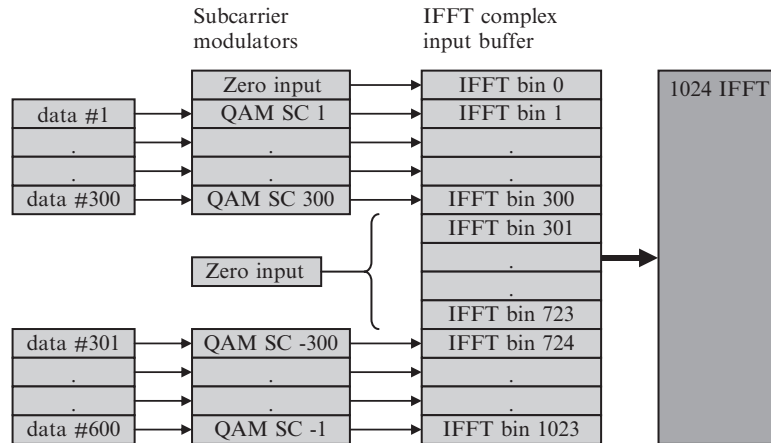 Subcarrier
modulators
IFFT complex
input buffer
Zero input
IFFT bin 0
1024 IFFT
data #1
QAM SC 1
IFFT bin 1
.
.
.
.
.
.
data #300
QAM SC 300
IFFT bin 300
IFFT bin 301
Zero input
.
.
IFFT bin 723
data #301
QAM SC -300
IFFT bin 724
.
.
.
.
.
.
data #600
QAM SC -1
IFFT bin 1023